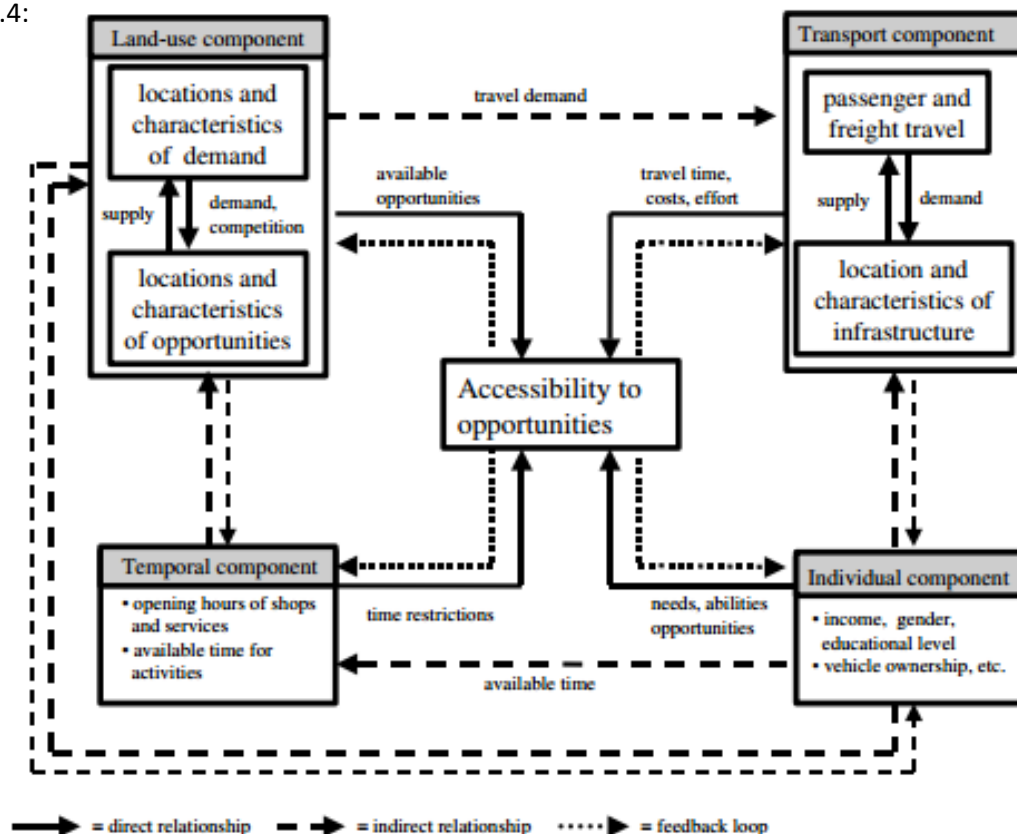 .4:
Land-use component
locations and
characteristics
of demand
supply
demand,
competition
locations and
characteristics
of opportunities
travel demand
available
opportunities
travel time,
costs, effort
Transport component
passenger and
freight travel
supply
demand
location and
characteristics of
infrastructure
Accessibility to
opportunities
Temporal component
• opening hours of shops
and services
• available time for
activities
time restrictions
needs, abilities
opportunities
available time
Individual component
• income, gender,
educational level
• vehicle ownership, etc.
= direct relationship
= indirect relationship
= feedback loop